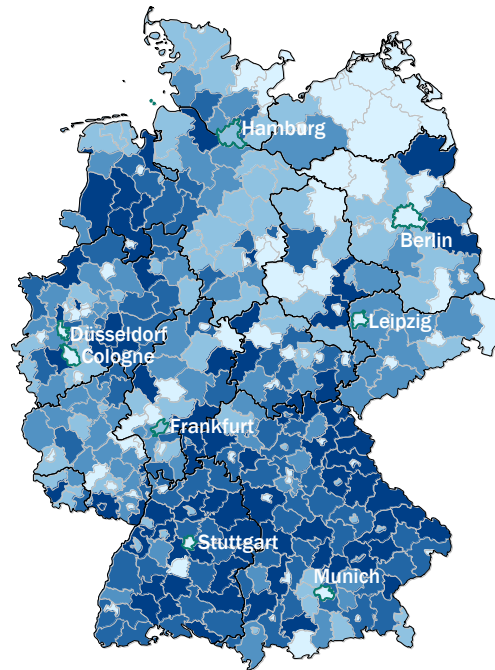 Hamburg
Berlin
Leipzig
Düsseldorf
Cologne
Frankfurt
Stuttgart
Munich